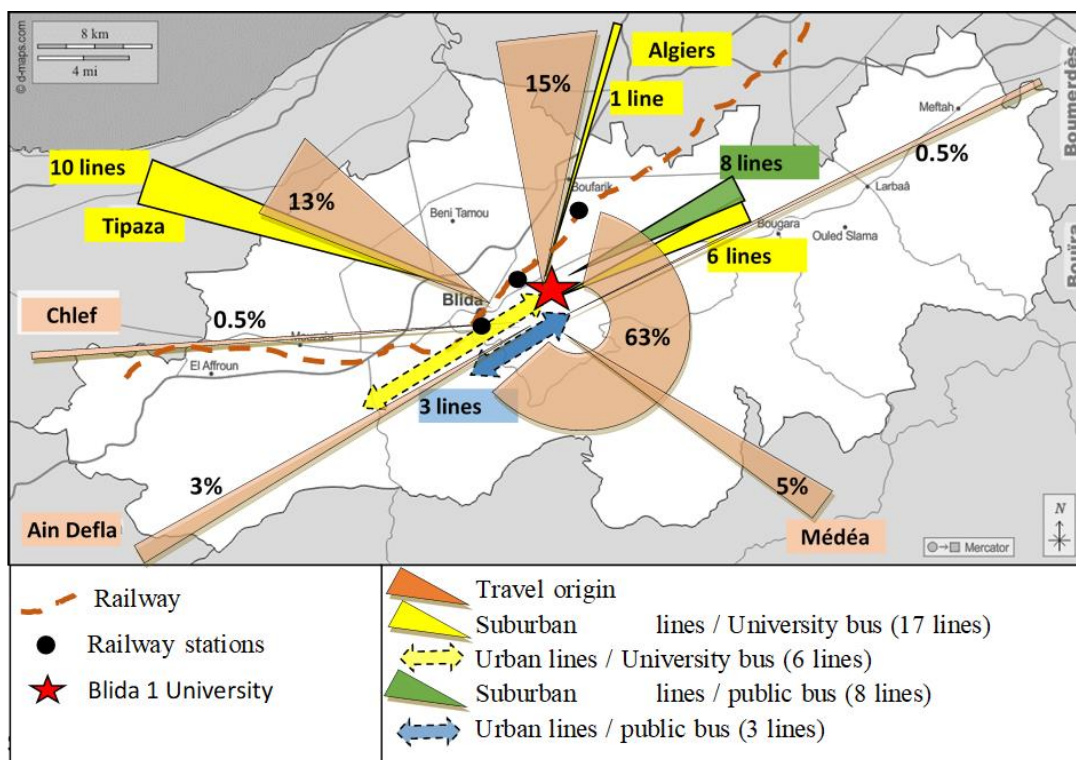 8 km
4 mi
© d-maps.com
Algiers
15%
1 line
Meftah
Boumerdès
10 lines
8 lines
0.5%
13%
Boufarik
Larbaâ
Tipaza
Beni Tamou
Bougara
Ouled Slama
6 lines
Bouïra
Blida
Chlef
0.5%
63%
El Affroun
3 lines
3%
5%
Ain Defla
Médéa
N
Mercator
Railway
Railway stations
Blida 1 University
Travel origin
Suburban lines / University bus (17 lines)
Urban lines / University bus (6 lines)
Suburban lines / public bus (8 lines)
Urban lines / public bus (3 lines)